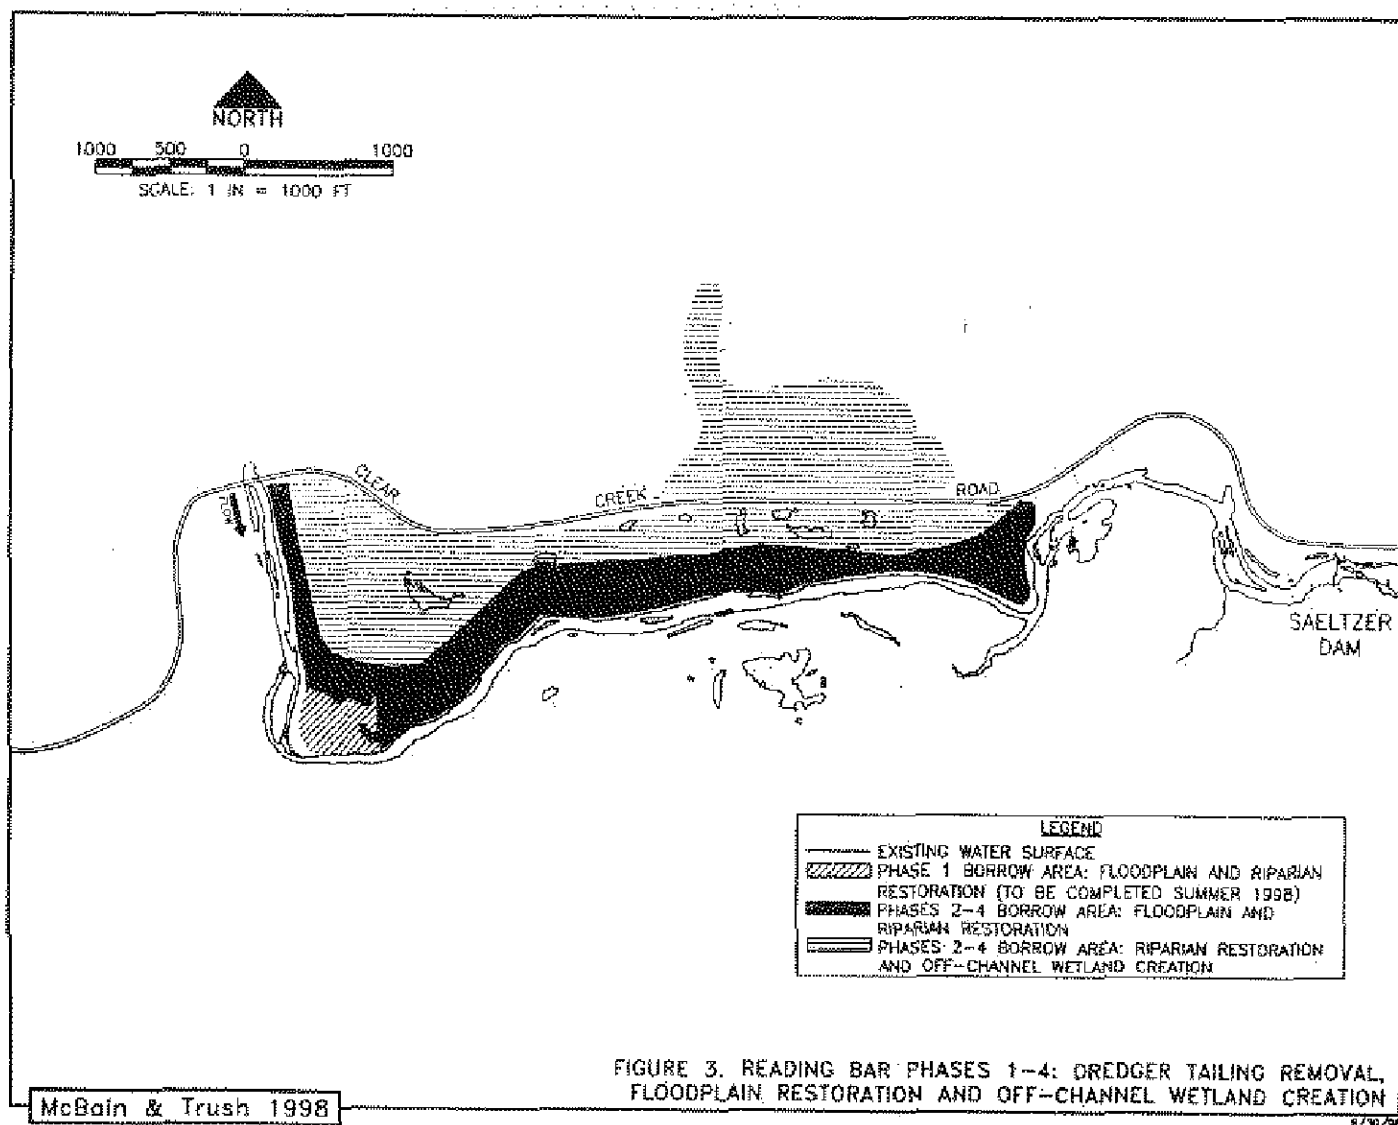 NORTH
1000 500 0 1000
SCALE: 1 IN = 1000 FT
FLOW
CLEAR CREEK ROAD
SAELTZER
DAM
LEGEND
EXISTING WATER SURFACE
PHASE 1 BORROW AREA: FLOODPLAIN AND RIPARIAN
RESTORATION (TO BE COMPLETED SUMMER 1998)
PHASES 2-4 BORROW AREA: FLOODPLAIN AND
RIPARIAN RESTORATION
PHASES 2-4 BORROW AREA: RIPARIAN RESTORATION
AND OFF-CHANNEL WETLAND CREATION
FIGURE 3. READING BAR PHASES 1-4: DREDGER TAILING REMOVAL,
FLOODPLAIN RESTORATION AND OFF-CHANNEL WETLAND CREATION
McBain & Trush 1998